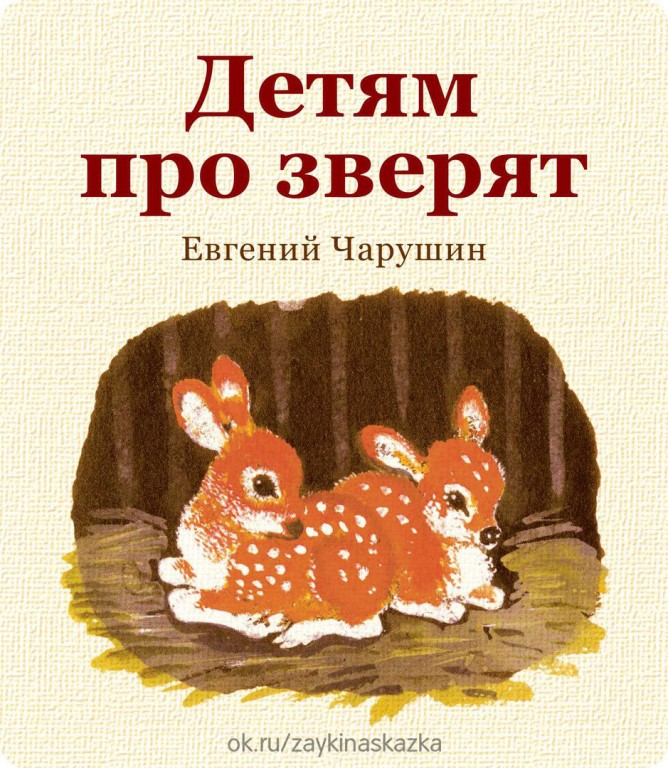 Детям
про зверят
Евгений Чарушин
ok.ru/zaykinaskazka